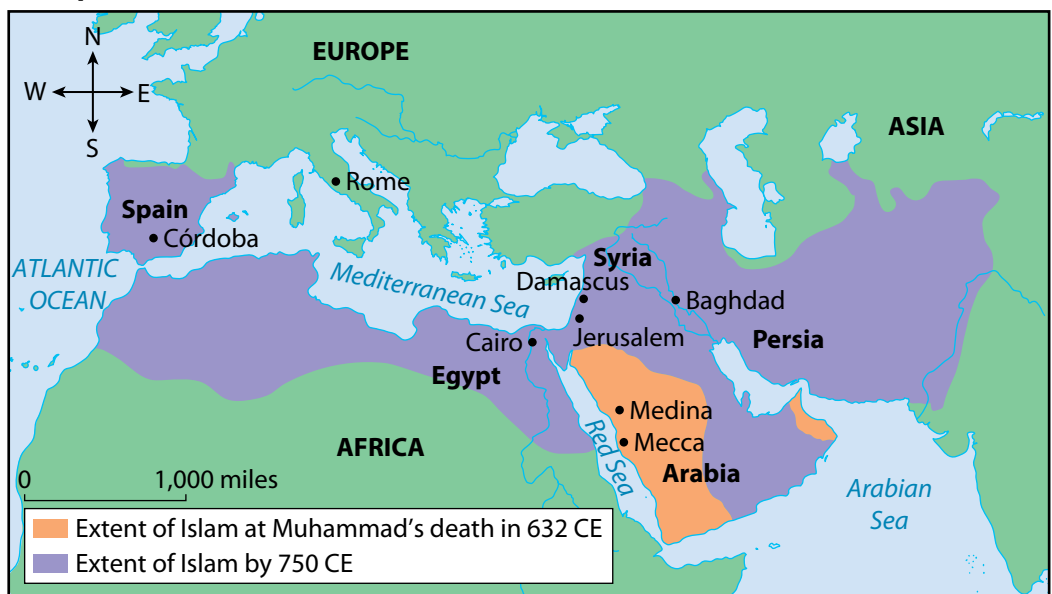 N
W
E
S
EUROPE
ASIA
Rome
Spain
Córdoba
ATLANTIC
OCEAN
Mediterranean Sea
Syria
Damascus
Baghdad
Jerusalem
Persia
Cairo
Egypt
Medina
Mecca
Red Sea
Arabia
AFRICA
Arabian
Sea
0 1,000 miles
Extent of Islam at Muhammad’s death in 632 CE
Extent of Islam by 750 CE